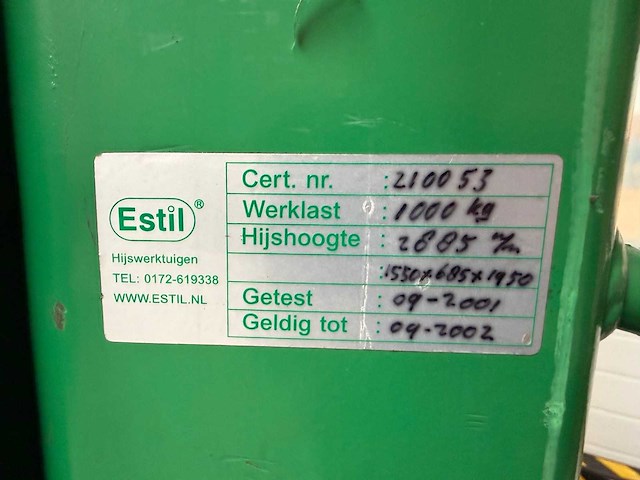 Estil®
Hijswerktuigen
TEL: 0172-619338
WWW.ESTIL.NL
Cert. nr. : 210053
Werklast : 1000 kg
Hijshoogte : 2885 m/m
: 1550x685x1950
Getest : 09-2001
Geldig tot : 09-2002